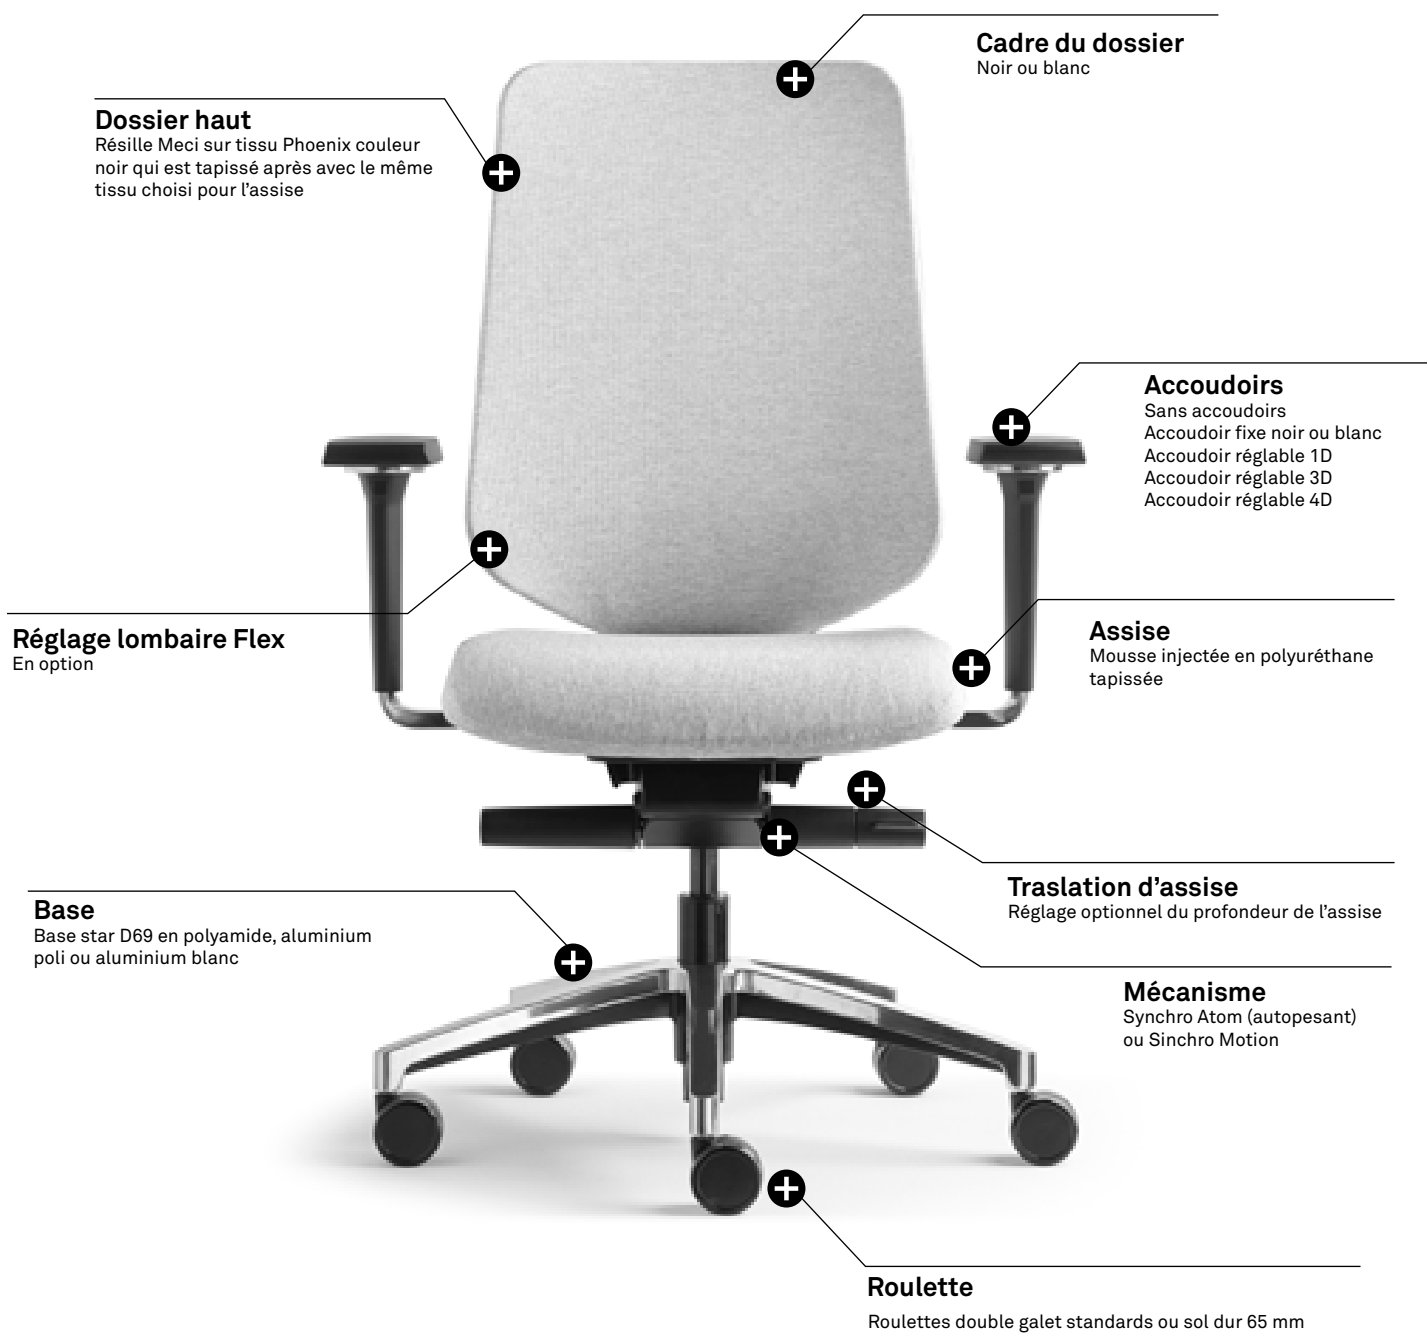 Cadre du dossier
Noir ou blanc
Dossier haut
Résille Meci sur tissu Phoenix couleur
noir qui est tapissé après avec le même
tissu choisi pour l'assise
Accoudoirs
Sans accoudoirs
Accoudoir fixe noir ou blanc
Accoudoir réglable 1D
Accoudoir réglable 3D
Accoudoir réglable 4D
Réglage lombaire Flex
En option
Assise
Mousse injectée en polyuréthane
tapissée
Traslation d'assise
Réglage optionnel du profondeur de l'assise
Base
Base star D69 en polyamide, aluminium
poli ou aluminium blanc
Mécanisme
Synchro Atom (autopesant)
ou Sinchro Motion
Roulette
Roulettes double galet standards ou sol dur 65 mm